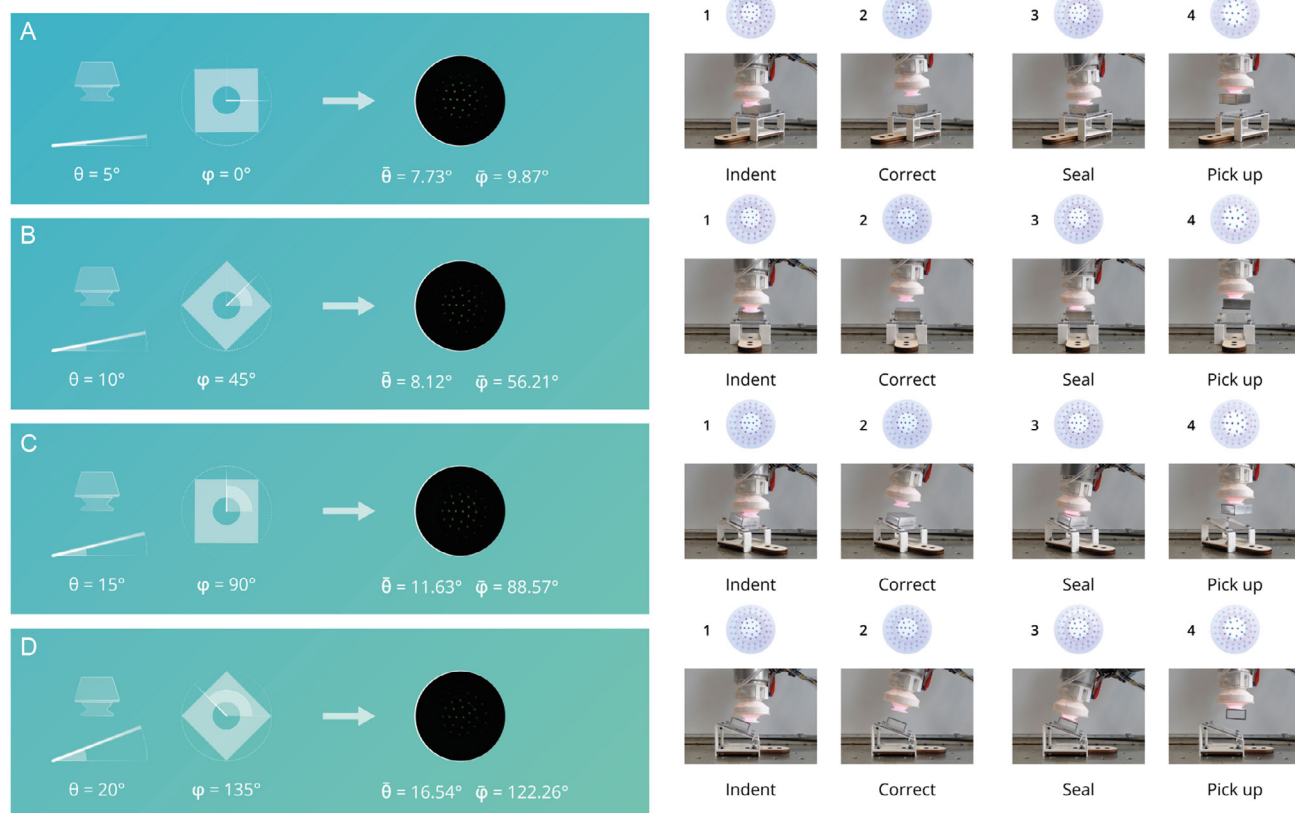 A
θ = 5° φ = 0° θ̄ = 7.73° φ̄ = 9.87°
1 2 3 4
Indent Correct Seal Pick up
B
θ = 10° φ = 45° θ̄ = 8.12° φ̄ = 56.21°
1 2 3 4
Indent Correct Seal Pick up
C
θ = 15° φ = 90° θ̄ = 11.63° φ̄ = 88.57°
1 2 3 4
Indent Correct Seal Pick up
D
θ = 20° φ = 135° θ̄ = 16.54° φ̄ = 122.26°
1 2 3 4
Indent Correct Seal Pick up